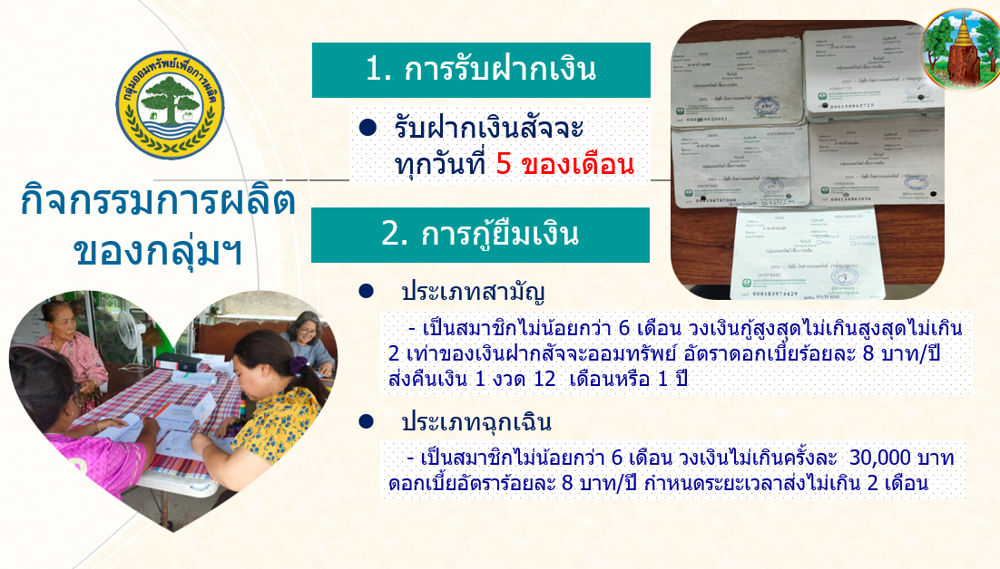 กลุ่มออมทรัพย์เพื่อการผลิต
กิจกรรมการผลิต
ของกลุ่มฯ
1. การรับฝากเงิน
● รับฝากเงินสัจจะ
ทุกวันที่ 5 ของเดือน
2. การกู้ยืมเงิน
● ประเภทสามัญ
- เป็นสมาชิกไม่น้อยกว่า 6 เดือน วงเงินกู้สูงสุดไม่เกินสูงสุดไม่เกิน
2 เท่าของเงินฝากสัจจะออมทรัพย์ อัตราดอกเบี้ยร้อยละ 8 บาท/ปี
ส่งคืนเงิน 1 งวด 12 เดือนหรือ 1 ปี
● ประเภทฉุกเฉิน
- เป็นสมาชิกไม่น้อยกว่า 6 เดือน วงเงินไม่เกินครั้งละ 30,000 บาท
ดอกเบี้ยอัตราร้อยละ 8 บาท/ปี กำหนดระยะเวลาส่งไม่เกิน 2 เดือน